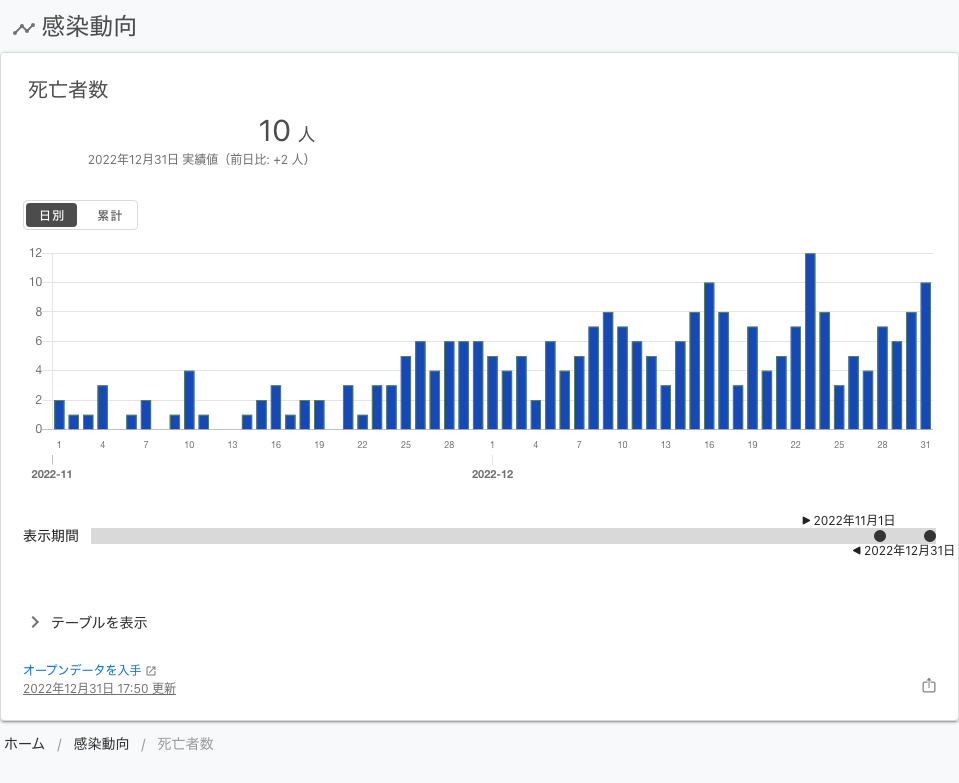 感染動向
死亡者数
10 人
2022年12月31日 実績値（前日比: +2 人）
日別 累計
12
10
8
6
4
2
0
1 4 7 10 13 16 19 22 25 28 1 4 7 10 13 16 19 22 25 28 31
2022-11 2022-12
▶ 2022年11月1日
表示期間
◀ 2022年12月31日
テーブルを表示
オープンデータを入手
2022年12月31日 17:50 更新
ホーム / 感染動向 / 死亡者数